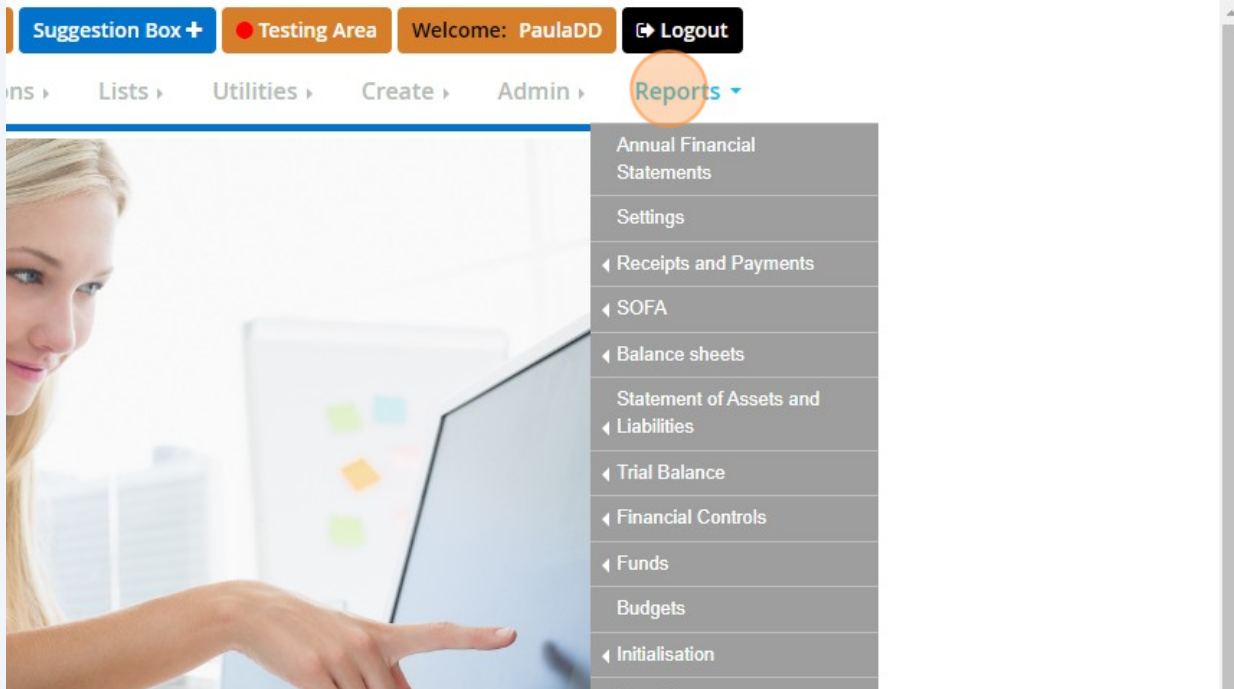 Suggestion Box + Testing Area Welcome: PaulaDD Logout
ons Lists Utilities Create Admin Reports
Annual Financial
Statements
Settings
Receipts and Payments
SOFA
Balance sheets
Statement of Assets and
Liabilities
Trial Balance
Financial Controls
Funds
Budgets
Initialisation